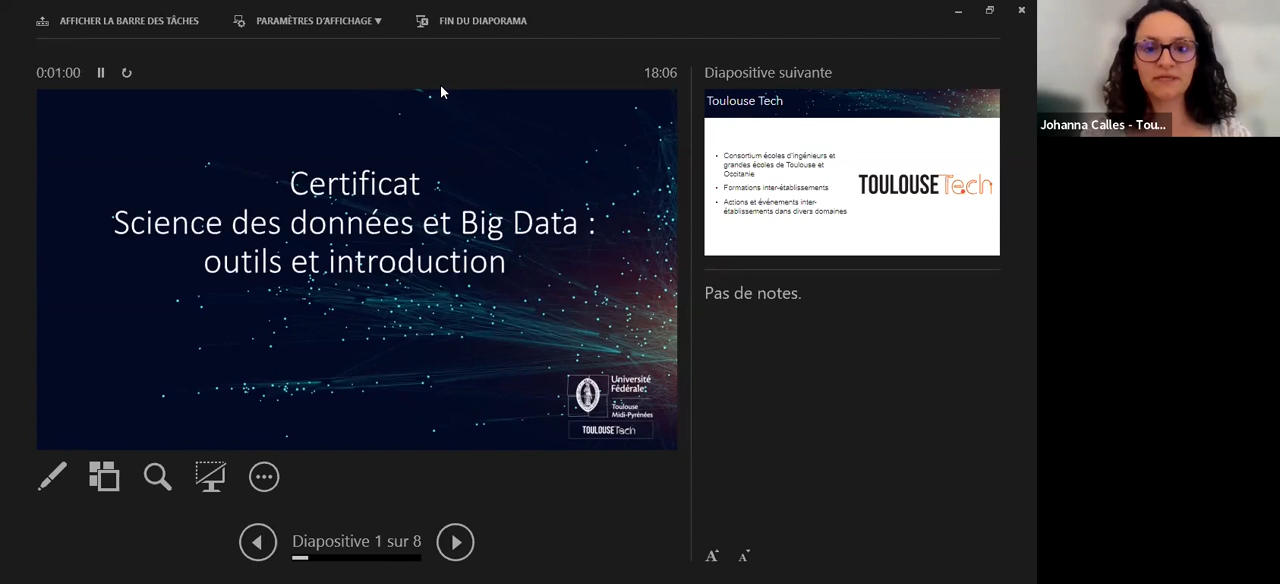 AFFICHER LA BARRE DES TÂCHES
PARAMÈTRES D'AFFICHAGE ▼
FIN DU DIAPORAMA
0:01:00
18:06
Certificat
Science des données et Big Data :
outils et introduction
Université
Fédérale
Toulouse
Midi-Pyrénées
TOULOUSE Tech
Diapositive 1 sur 8
Diapositive suivante
Toulouse Tech
• Consortium écoles d'ingénieurs et
grandes écoles de Toulouse et
Occitanie
• Formations inter-établissements
• Actions et événements inter-
établissements dans divers domaines
TOULOUSE Tech
Pas de notes.
A A
Johanna Calles - Tou...